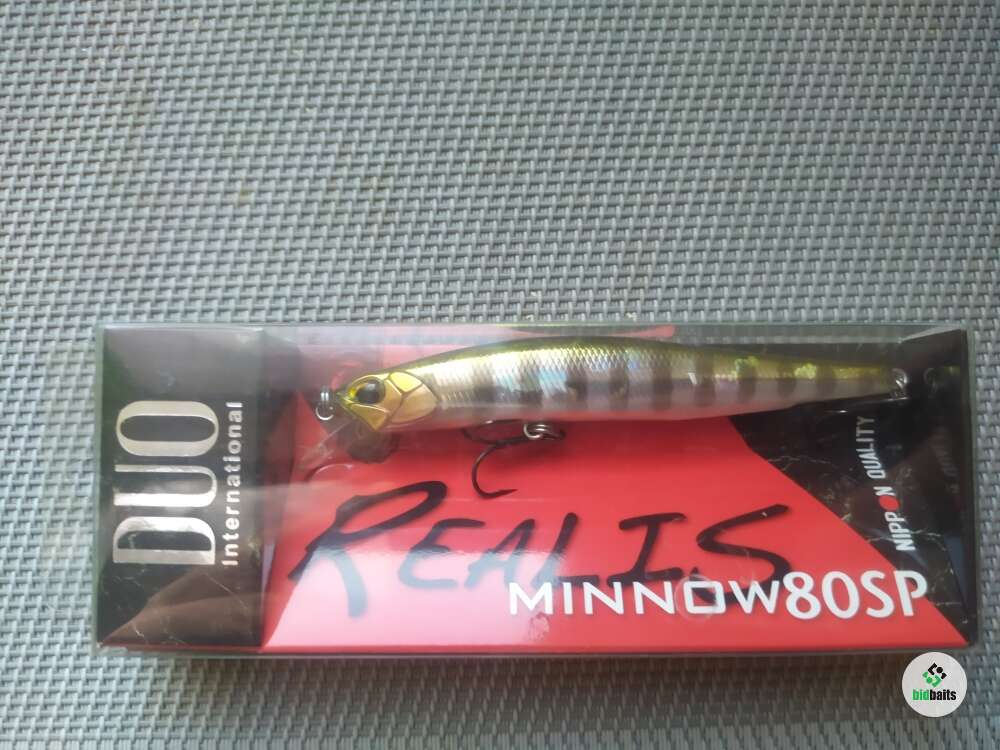 DUO
International
REALIS
MINNOW80SP
NIPPON QUALITY
bidbaits